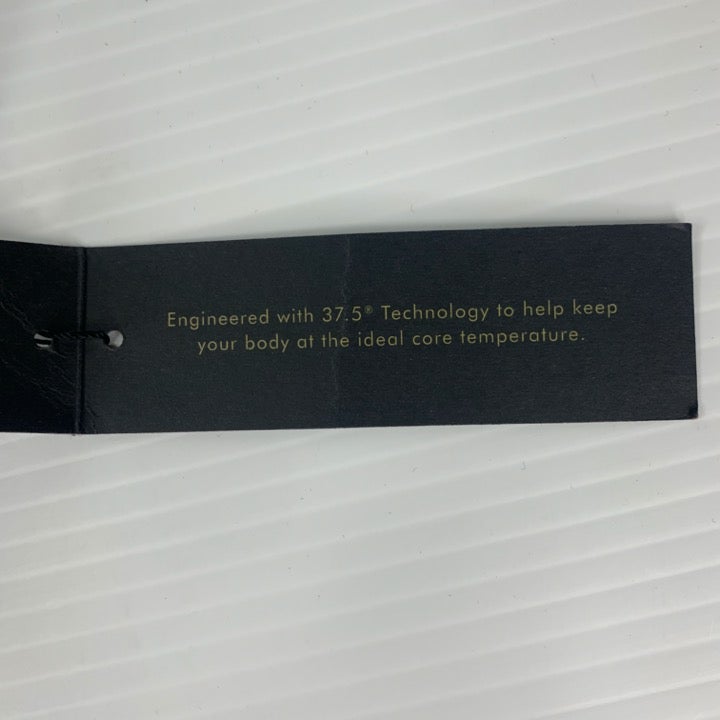 Engineered with 37.5® Technology to help keep
your body at the ideal core temperature.